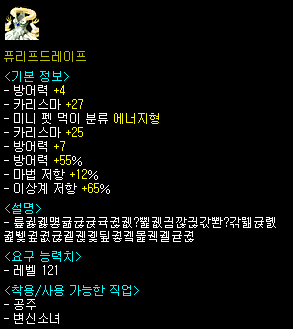 퓨리프드레이프
<기본 정보>
- 방어력 +4
- 카리스마 +27
- 미니 펫 먹이 분류 에너지형
- 카리스마 +25
- 방어력 +7
- 방어력 +55%
- 마법 저항 +12%
- 이상계 저항 +65%
<설명>
<요구 능력치>
- 레벨 121
<착용/사용 가능한 직업>
- 공주
- 변신소녀